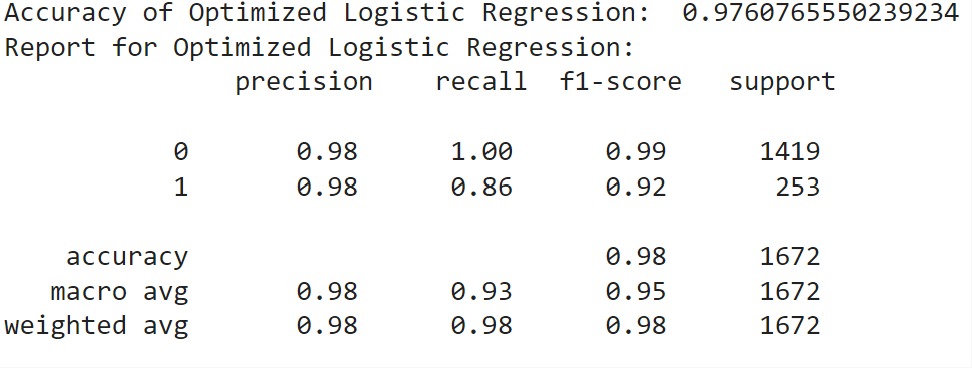 Accuracy of Optimized Logistic Regression:  0.9760765550239234
Report for Optimized Logistic Regression:
              precision    recall  f1-score   support

           0       0.98      1.00      0.99      1419
           1       0.98      0.86      0.92       253

    accuracy                           0.98      1672
   macro avg       0.98      0.93      0.95      1672
weighted avg       0.98      0.98      0.98      1672